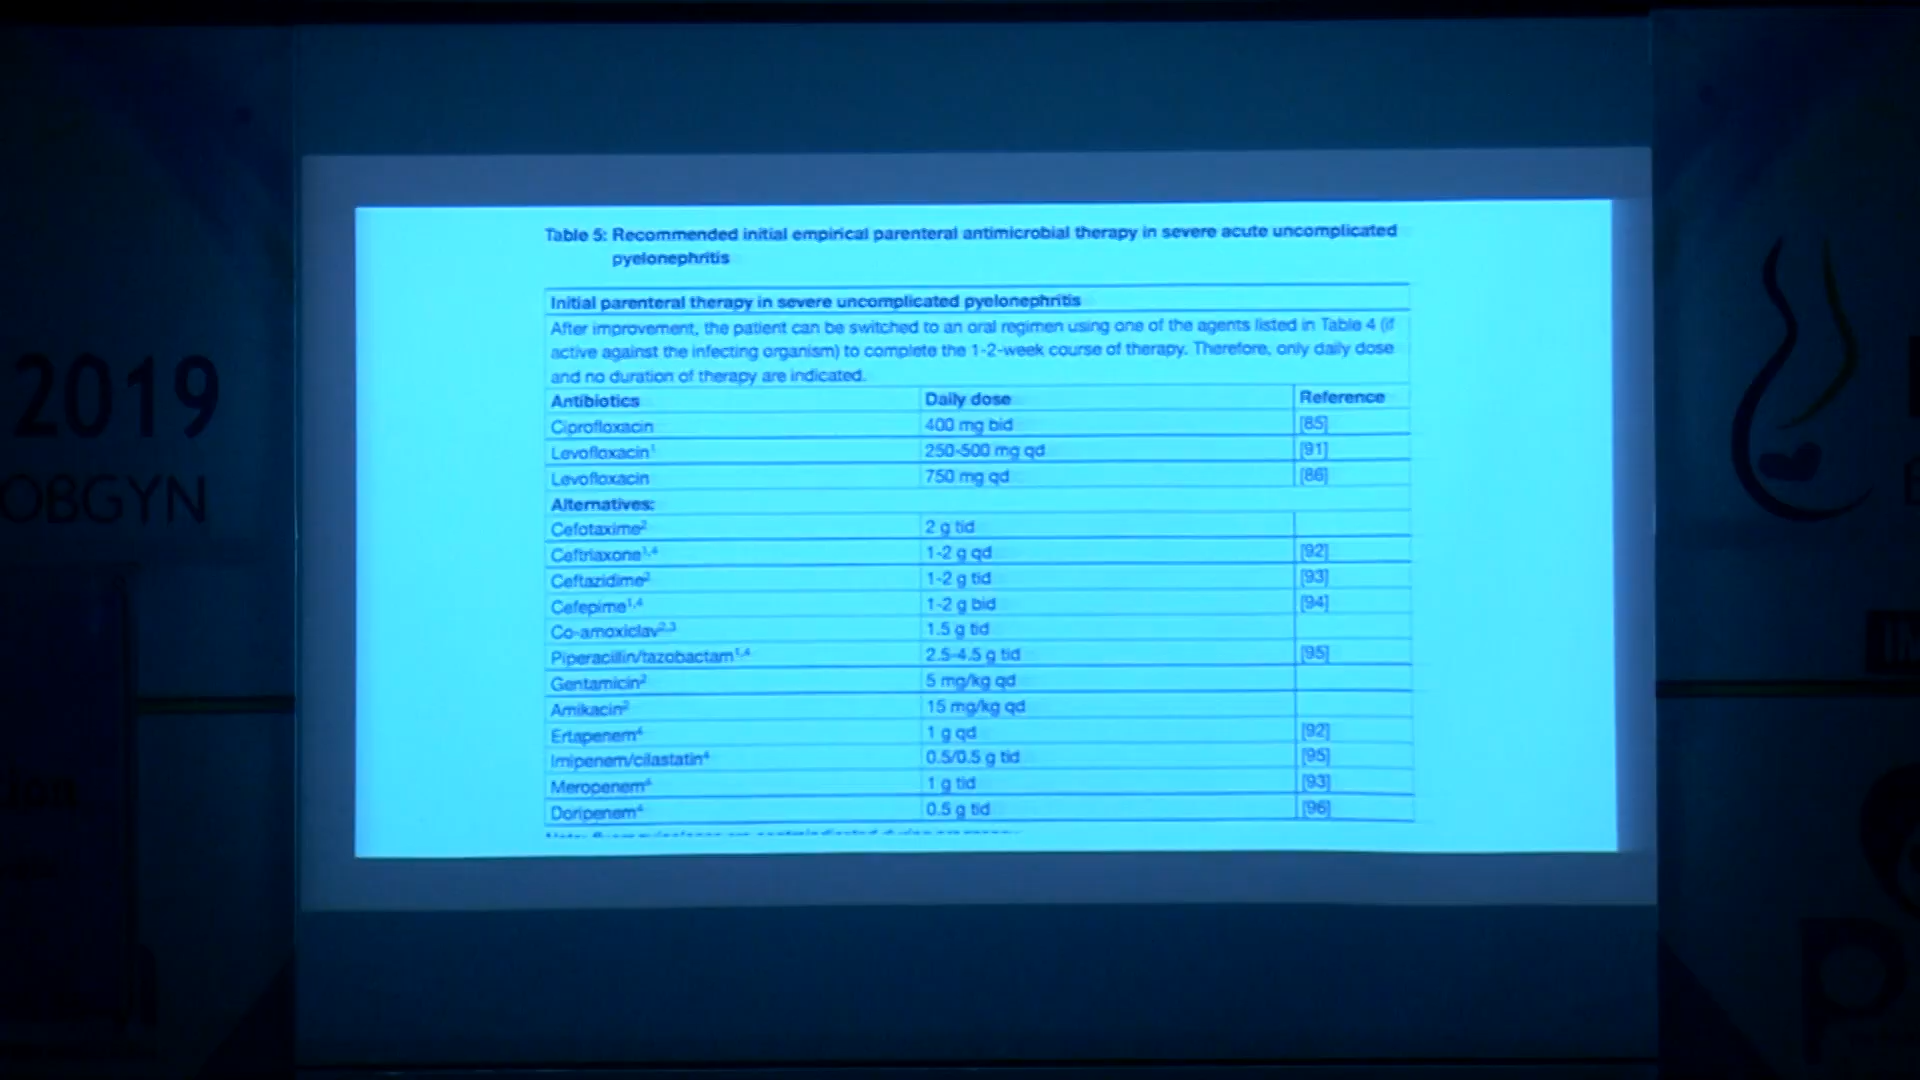 Table 5: Recommended initial empirical parenteral antimicrobial therapy in severe acute uncomplicated
pyelonephritis
Initial parenteral therapy in severe uncomplicated pyelonephritis
After improvement, the patient can be switched to an oral regimen using one of the agents listed in Table 4 (if
active against the infecting organism) to complete the 1-2-week course of therapy. Therefore, only daily dose
and no duration of therapy are indicated.
Antibiotics Daily dose Reference
Ciprofloxacin 400 mg bid [85]
Levofloxacin¹ 250-500 mg qd [91]
Levofloxacin 750 mg qd [86]
Alternatives:
Cefotaxime² 2 g tid
Ceftriaxone¹,⁴ 1-2 g qd [92]
Ceftazidime² 1-2 g tid [93]
Cefepime¹,⁴ 1-2 g bid [94]
Co-amoxiclav²,³ 1.5 g tid
Piperacillin/tazobactam¹,⁴ 2.5-4.5 g tid [95]
Gentamicin² 5 mg/kg qd
Amikacin² 15 mg/kg qd
Ertapenem⁴ 1 g qd [92]
Imipenem/cilastatin⁴ 0.5/0.5 g tid [95]
Meropenem⁴ 1 g tid [93]
Doripenem⁴ 0.5 g tid [96]
2019
OBGYN